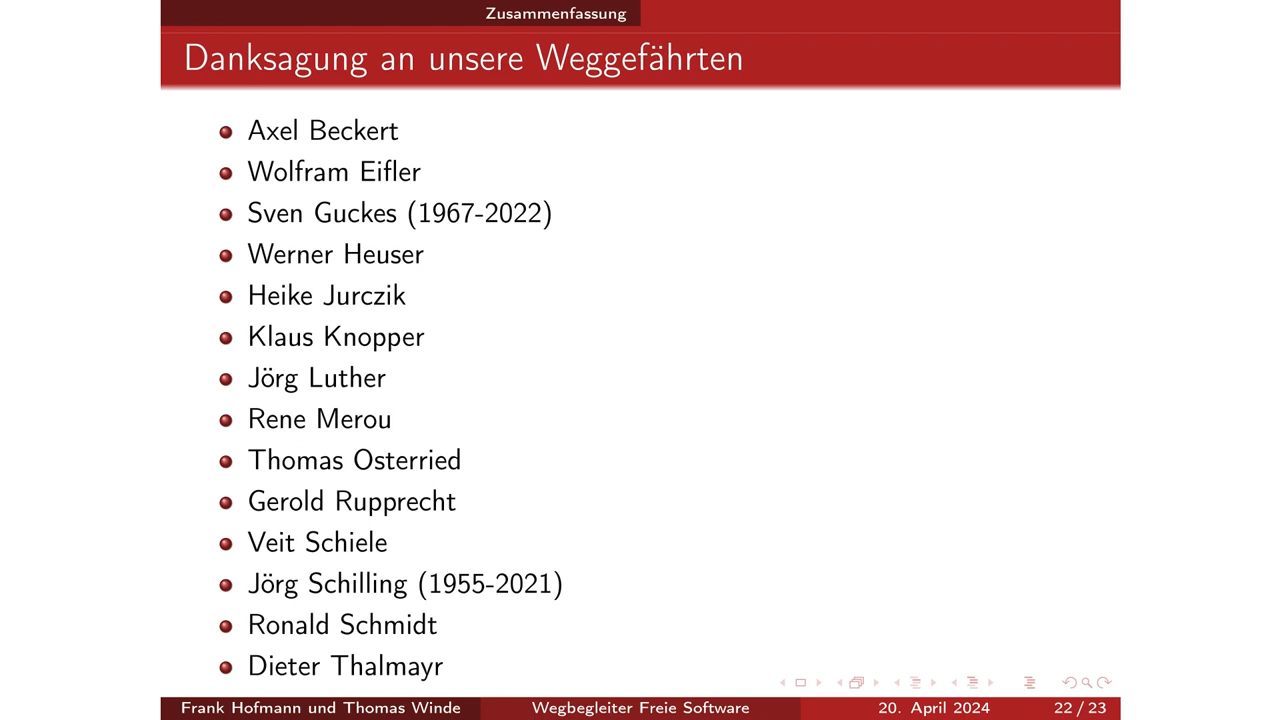 Zusammenfassung
Danksagung an unsere Weggefährten
Axel Beckert
Wolfram Eifler
Sven Guckes (1967-2022)
Werner Heuser
Heike Jurczik
Klaus Knopper
Jörg Luther
Rene Merou
Thomas Osterried
Gerold Rupprecht
Veit Schiele
Jörg Schilling (1955-2021)
Ronald Schmidt
Dieter Thalmayr
Frank Hofmann und Thomas Winde Wegbegleiter Freie Software 20. April 2024 22 / 23